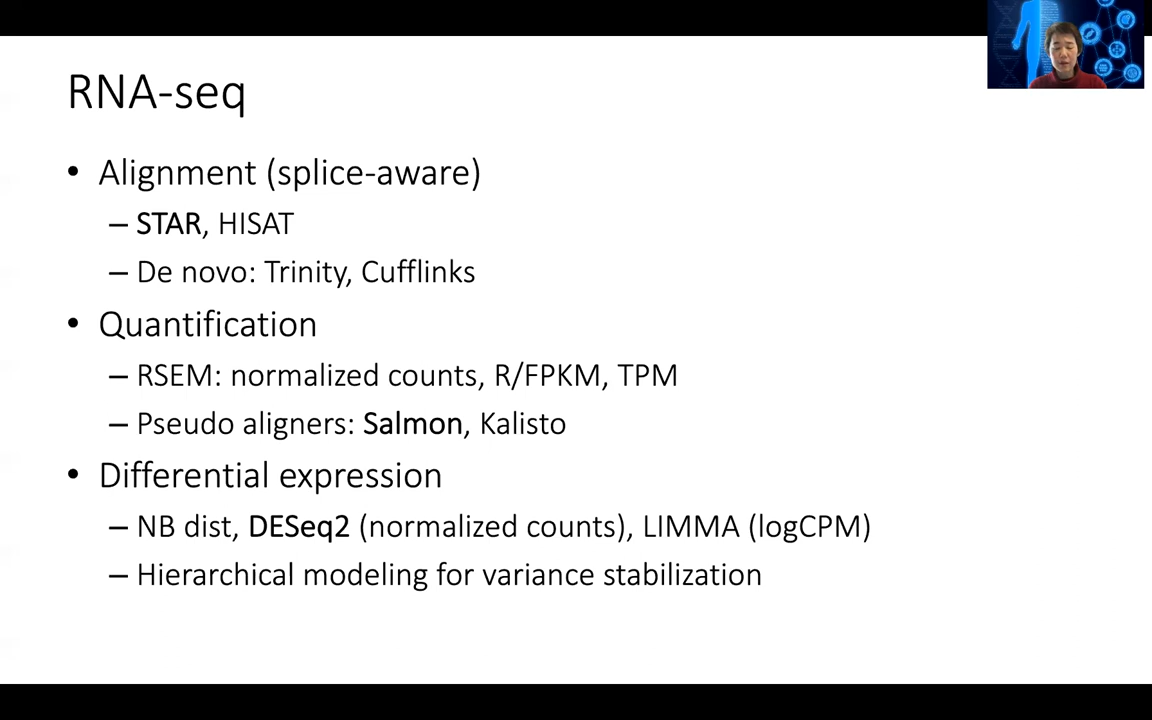 RNA-seq
• Alignment (splice-aware)
– STAR, HISAT
– De novo: Trinity, Cufflinks
• Quantification
– RSEM: normalized counts, R/FPKM, TPM
– Pseudo aligners: Salmon, Kalisto
• Differential expression
– NB dist, DESeq2 (normalized counts), LIMMA (logCPM)
– Hierarchical modeling for variance stabilization